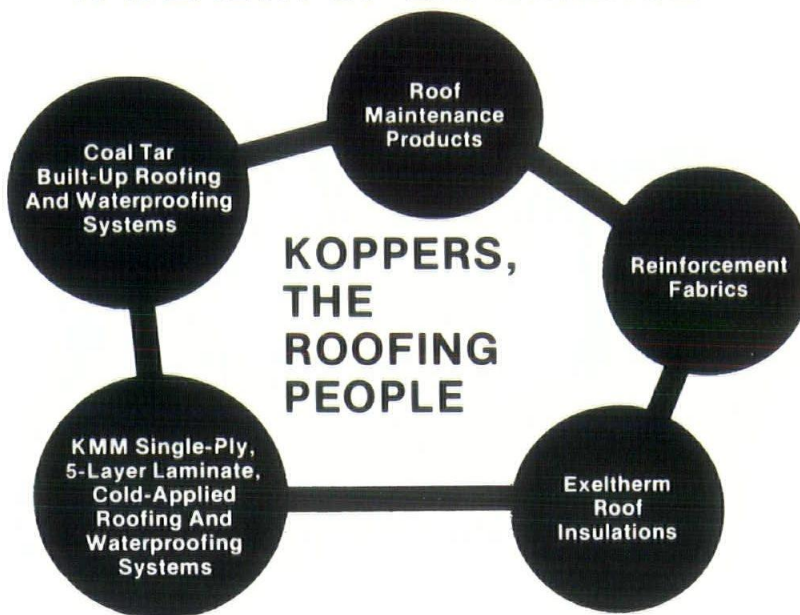 Roof
Maintenance
Products
Coal Tar
Built-Up Roofing
And Waterproofing
Systems
KOPPERS,
THE
ROOFING
PEOPLE
Reinforcement
Fabrics
KMM Single-Ply,
5-Layer Laminate,
Cold-Applied
Roofing And
Waterproofing
Systems
Exeltherm
Roof
Insulations